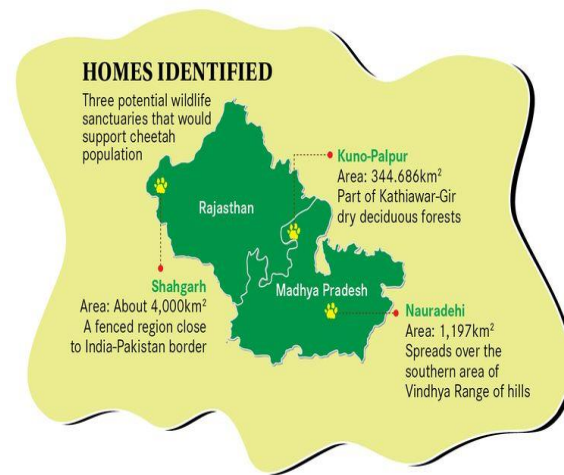 HOMES IDENTIFIED
Three potential wildlife
sanctuaries that would
support cheetah
population
Kuno-Palpur
Area: 344.686km²
Part of Kathiawar-Gir
dry deciduous forests
Rajasthan
Shahgarh
Area: About 4,000km²
A fenced region close
to India-Pakistan border
Madhya Pradesh
Nauradehi
Area: 1,197km²
Spreads over the
southern area of
Vindhya Range of hills